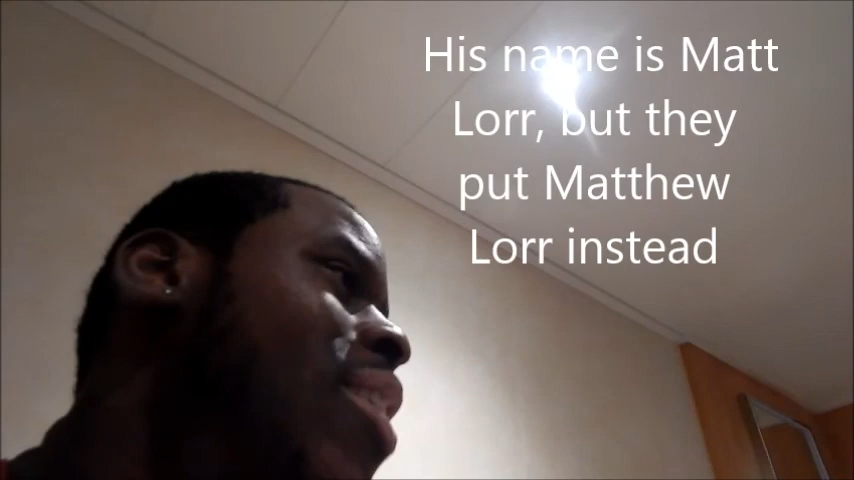 His name is Matt
Lorr, but they
put Matthew
Lorr instead